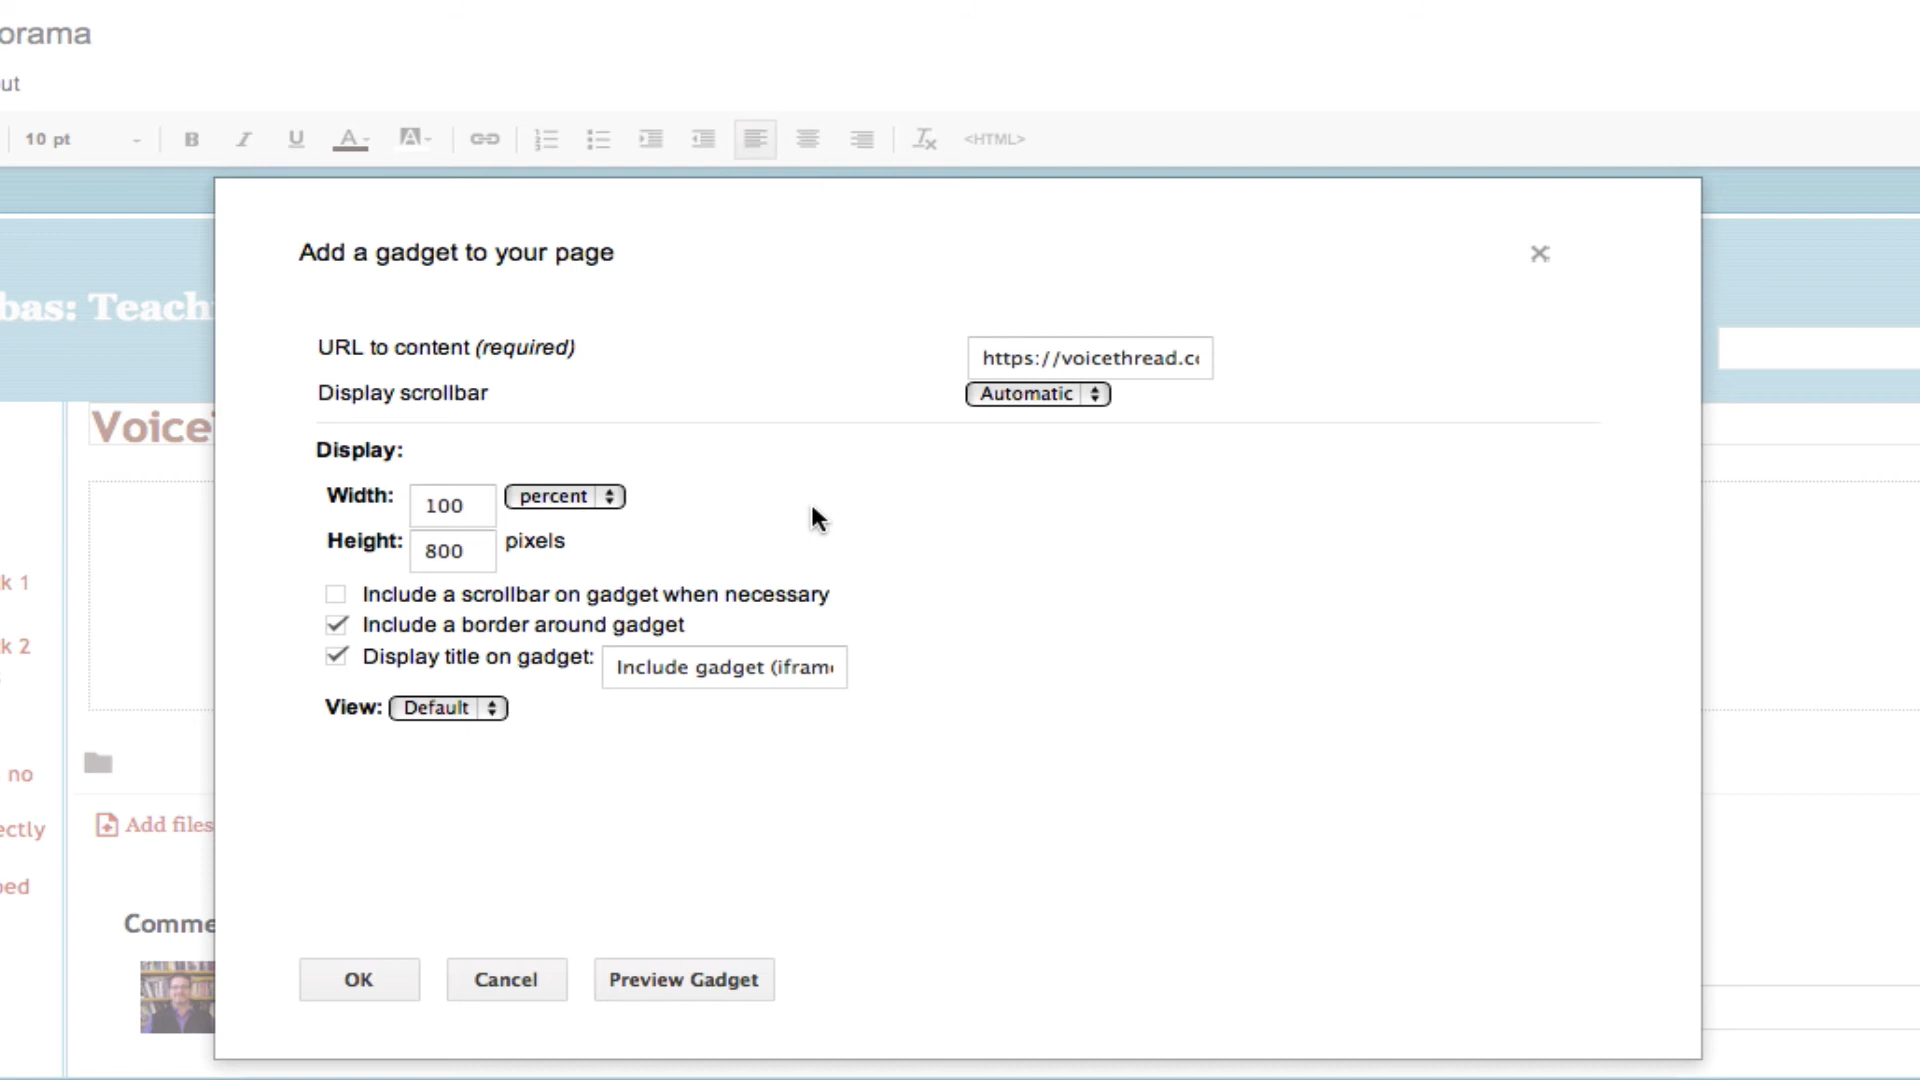 orama
ut
10 pt
B I U A A <HTML>
bas: Teach
Add a gadget to your page
URL to content (required)
https://voicethread.c
Display scrollbar
Automatic
Voice
Display:
Width: 100 percent
Height: 800 pixels
k 1
Include a scrollbar on gadget when necessary
Include a border around gadget
k 2
Display title on gadget: Include gadget (ifram
View: Default
no
ectly
Add files
ped
Comme
OK
Cancel
Preview Gadget